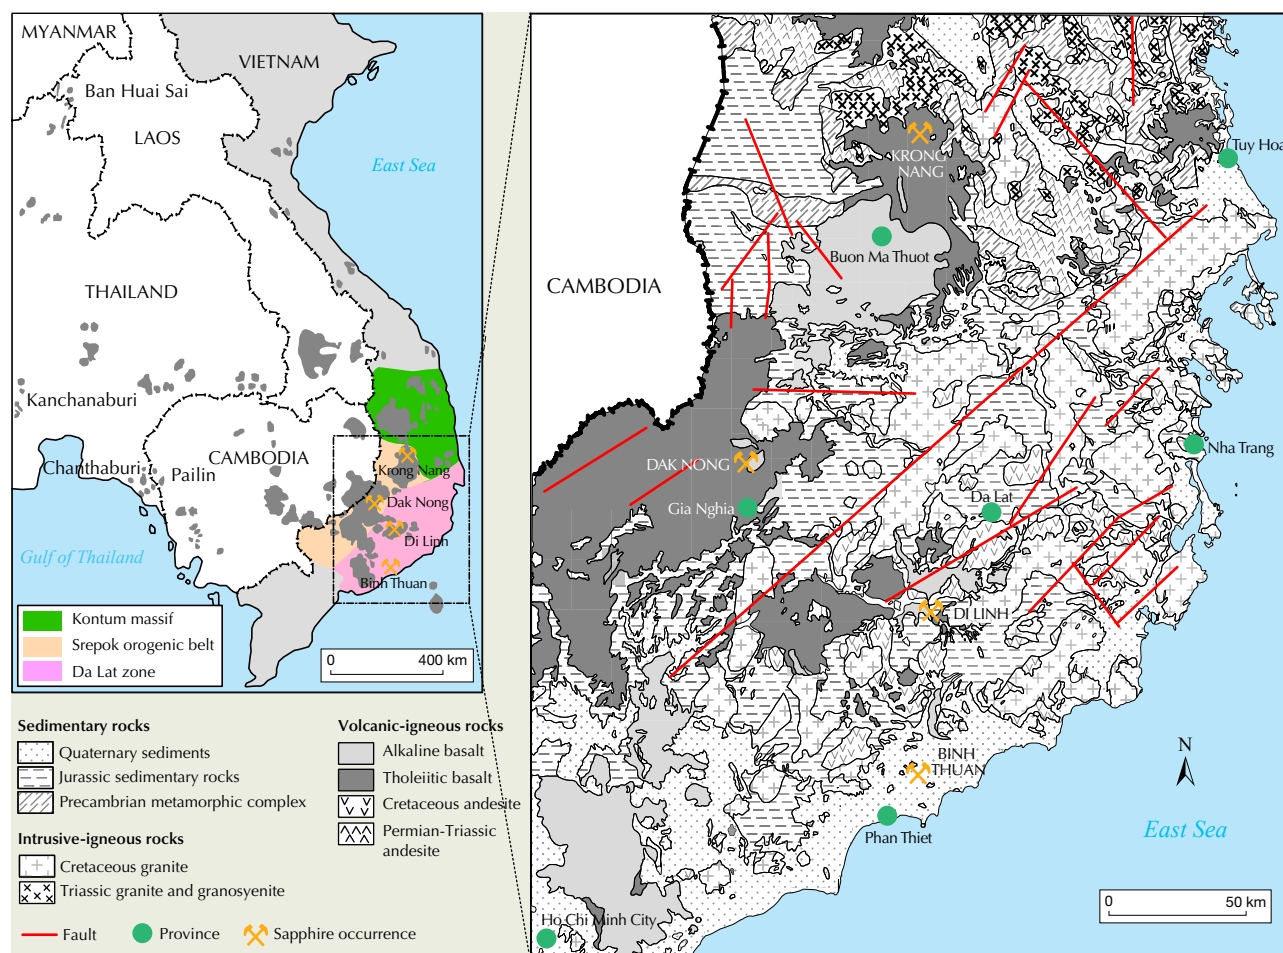 MYANMAR
VIETNAM
Ban Huai Sai
LAOS
East Sea
THAILAND
Kanchanaburi
Chanthaburi
Pailin
CAMBODIA
Krong Nang
Dak Nong
Di Linh
Binh Thuan
Gulf of Thailand
Kontum massif
Srepok orogenic belt
Da Lat zone
0
400 km
Sedimentary rocks
Quaternary sediments
Jurassic sedimentary rocks
Precambrian metamorphic complex
Intrusive-igneous rocks
Cretaceous granite
Triassic granite and granosyenite
Volcanic-igneous rocks
Alkaline basalt
Tholeiitic basalt
Cretaceous andesite
Permian-Triassic
andesite
Fault
Province
Sapphire occurrence
KRONG
NANG
Tuy Hoa
Buon Ma Thuot
CAMBODIA
DAK NONG
Nha Trang
Gia Nghia
Da Lat
DI LINH
BINH
THUAN
N
Phan Thiet
East Sea
Ho Chi Minh City
0
50 km